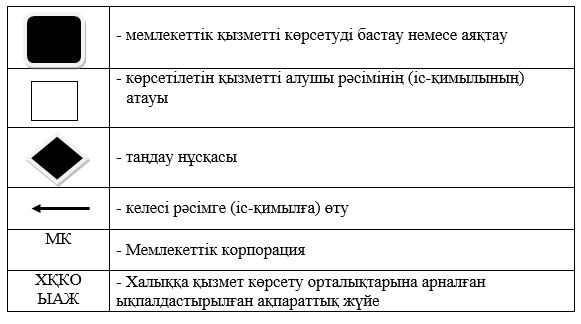 - мемлекеттік қызметті көрсетуді бастау немесе аяқтау
- көрсетілетін қызметті алушы рәсімінің (іс-қимылының)
атауы
- таңдау нұсқасы
- келесі рәсімге (іс-қимылға) өту
МК
- Мемлекеттік корпорация
ХҚКО
ЫАЖ
- Халыққа қызмет көрсету орталықтарына арналған
ықпалдастырылған ақпараттық жүйе